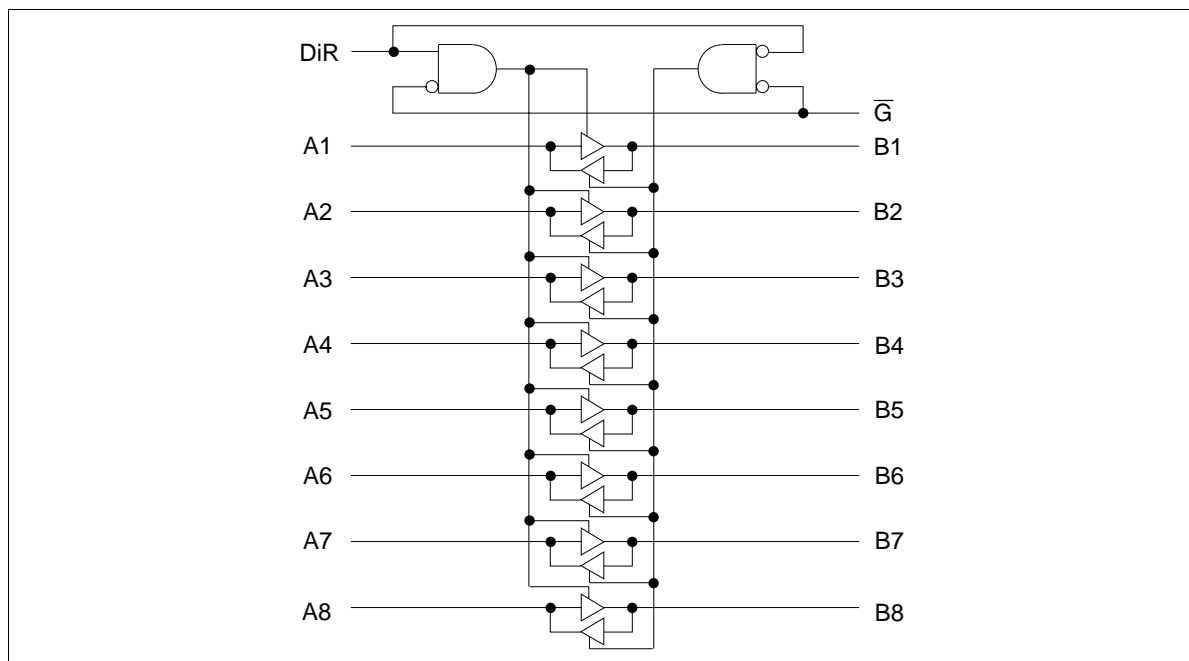 DiR
G̅
A1 B1
A2 B2
A3 B3
A4 B4
A5 B5
A6 B6
A7 B7
A8 B8